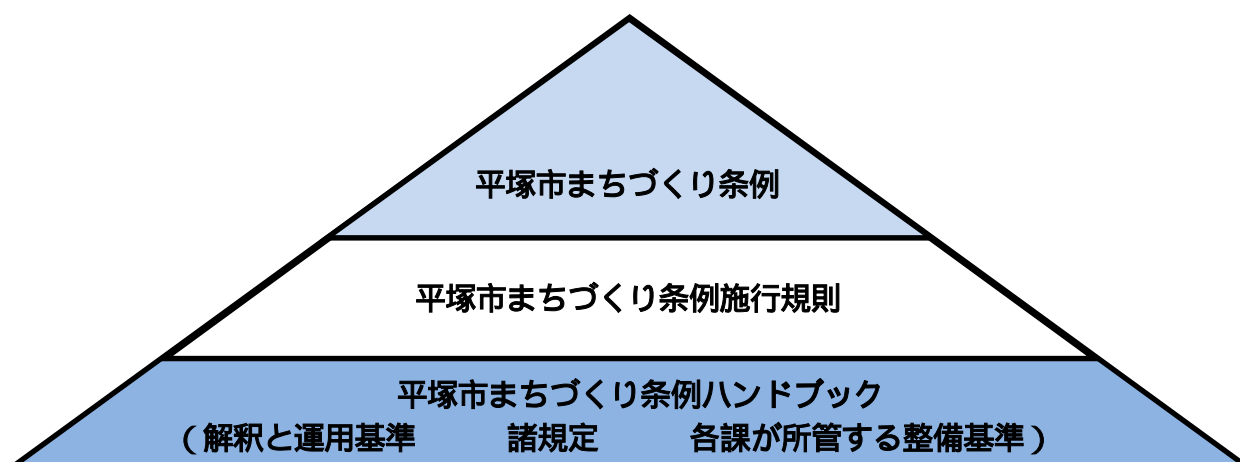 平塚市まちづくり条例
平塚市まちづくり条例施行規則
平塚市まちづくり条例ハンドブック
（解釈と運用基準　諸規定　各課が所管する整備基準）